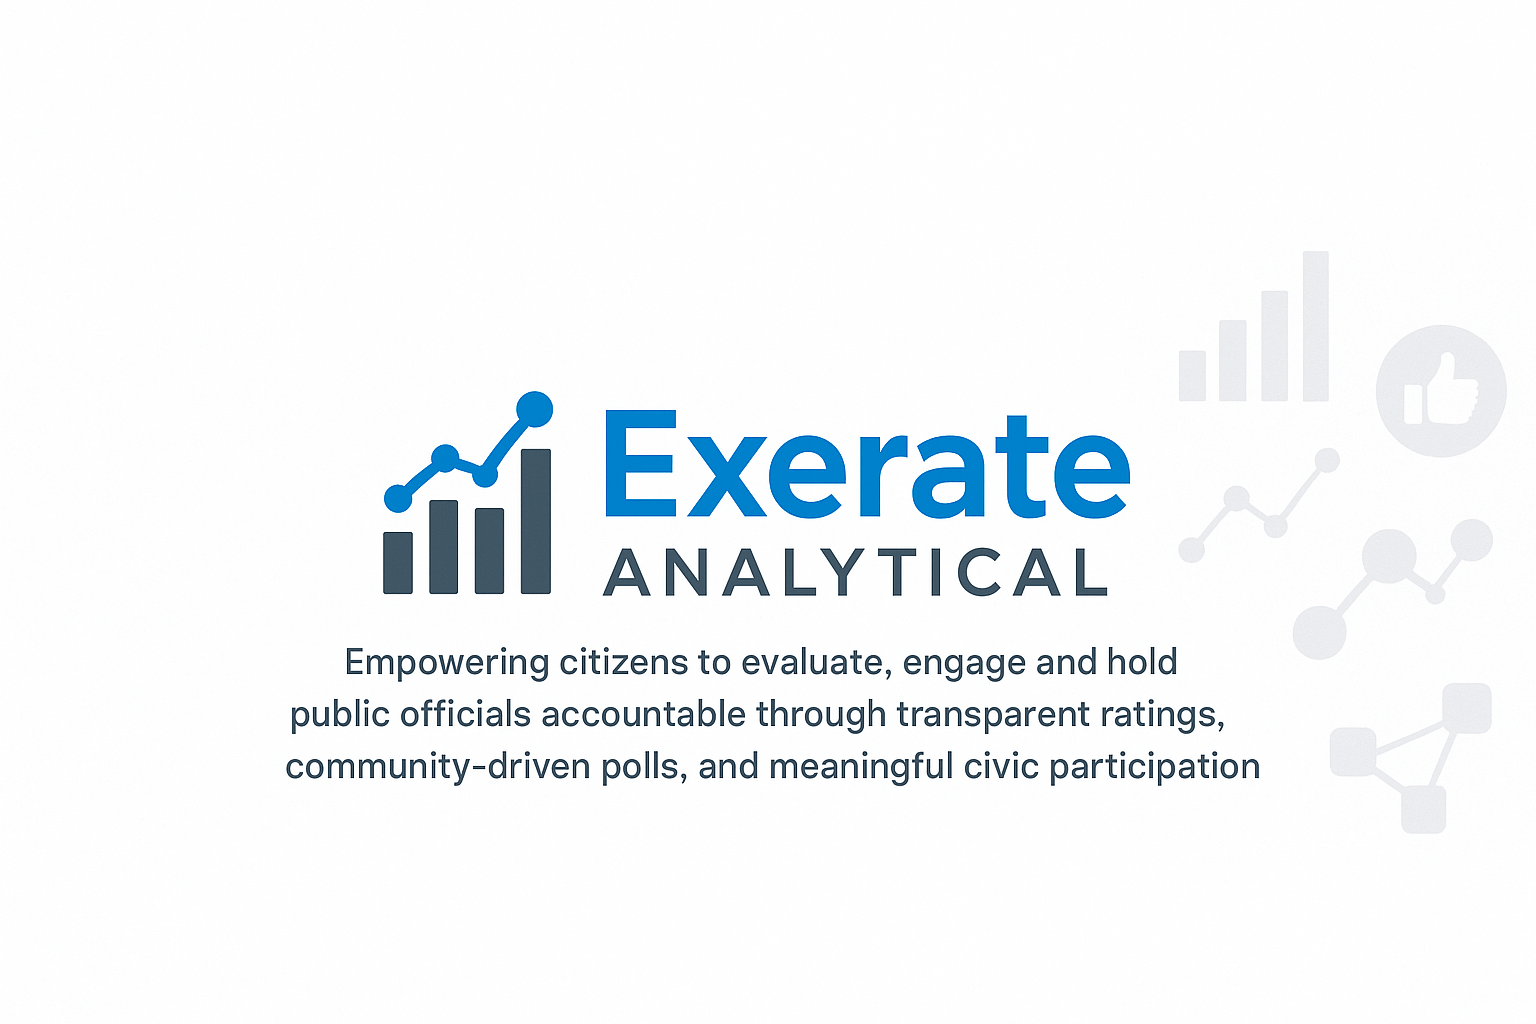 Exerate
ANALYTICAL
Empowering citizens to evaluate, engage and hold
public officials accountable through transparent ratings,
community-driven polls, and meaningful civic participation